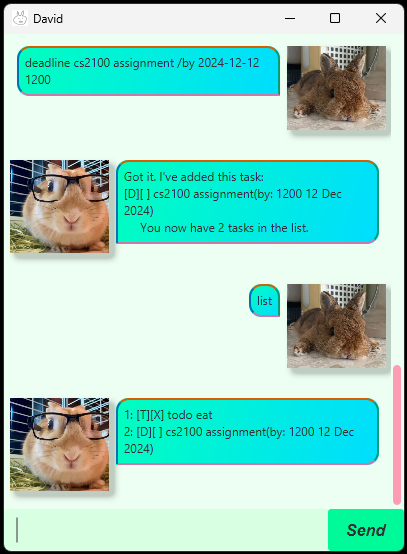 David
deadline cs2100 assignment /by 2024-12-12
1200
Got it. I've added this task:
[D][ ] cs2100 assignment(by: 1200 12 Dec
2024)
You now have 2 tasks in the list.
list
1: [T][X] todo eat
2: [D][ ] cs2100 assignment(by: 1200 12 Dec
2024)
Send